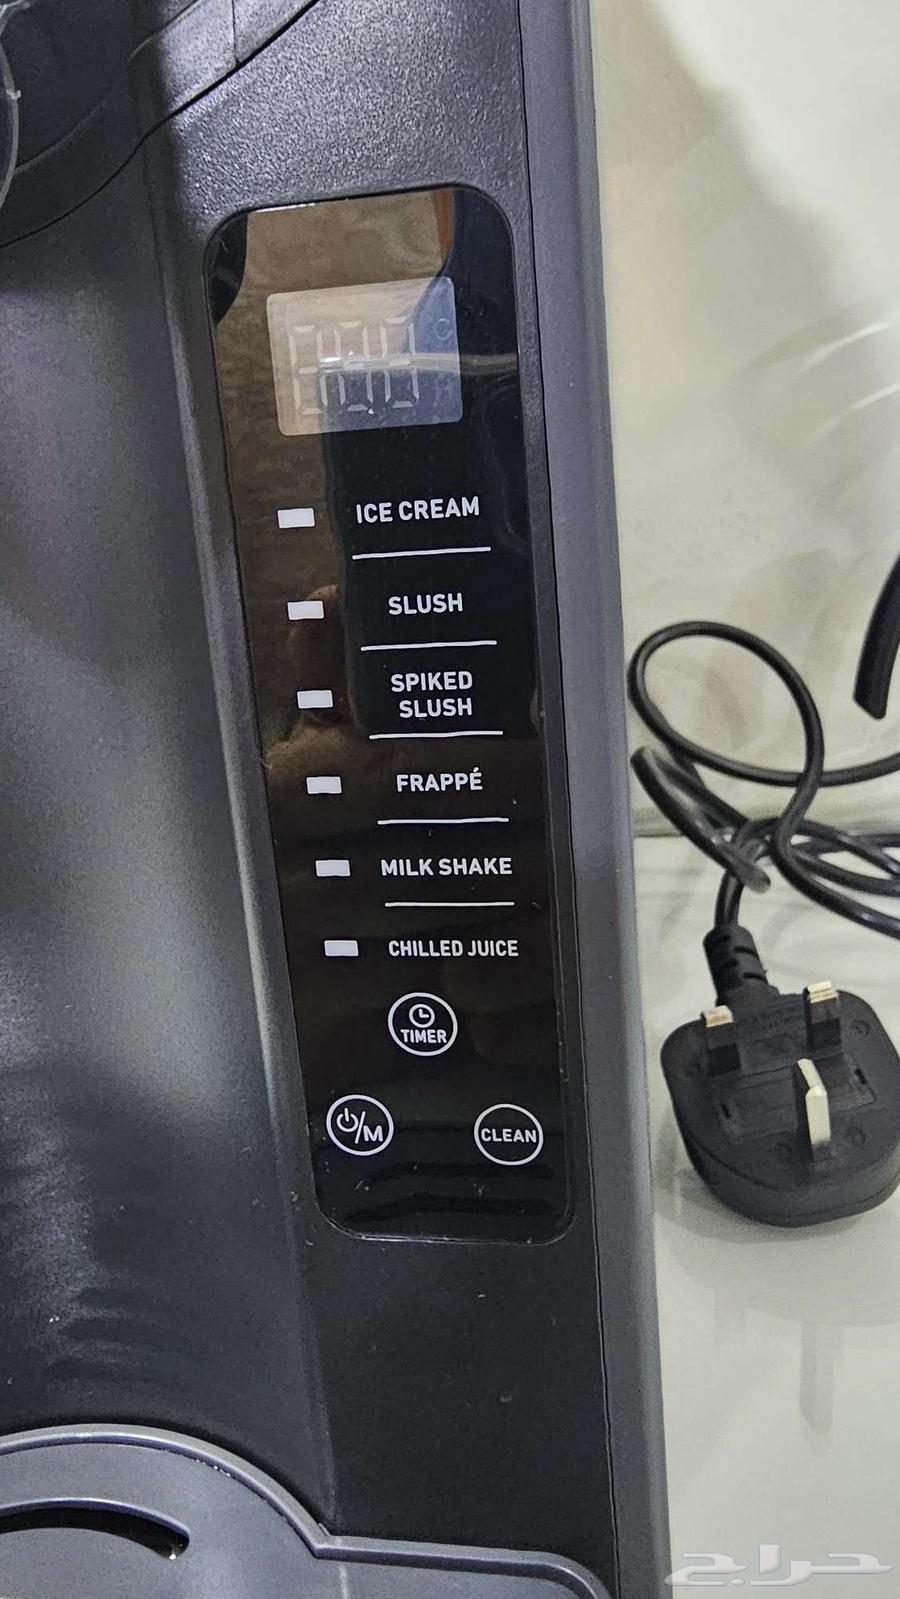 ICE CREAM
SLUSH
SPIKED
SLUSH
FRAPPÉ
MILK SHAKE
CHILLED JUICE
TIMER
⏻/M
CLEAN
حراج